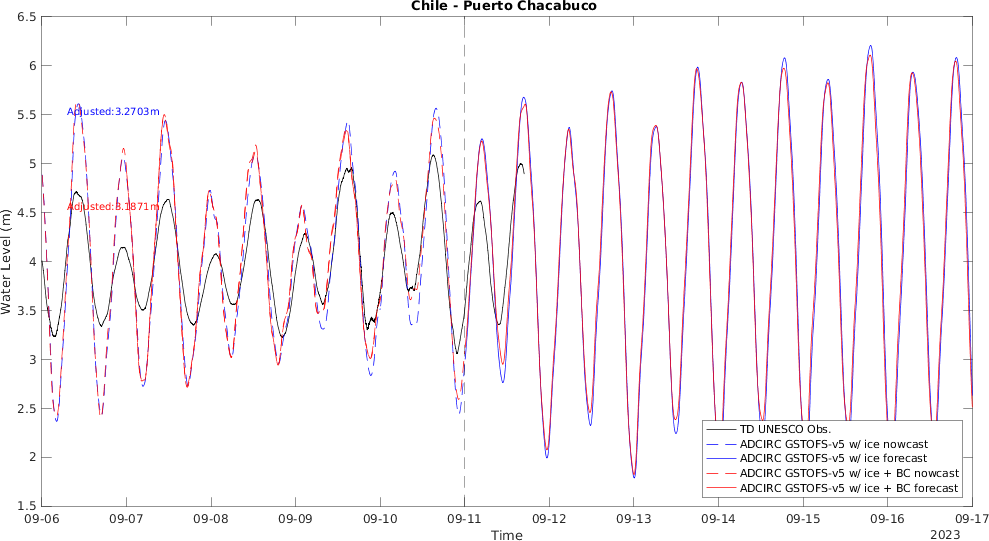 Chile - Puerto Chacabuco
6.5
6
5.5
5
4.5
4
3.5
3
2.5
2
1.5
Water Level (m)
Adjusted:3.2703m
Adjusted:3.1871m
TD UNESCO Obs.
ADCIRC GSTOFS-v5 w/ ice nowcast
ADCIRC GSTOFS-v5 w/ ice forecast
ADCIRC GSTOFS-v5 w/ ice + BC nowcast
ADCIRC GSTOFS-v5 w/ ice + BC forecast
09-06 09-07 09-08 09-09 09-10 09-11 09-12 09-13 09-14 09-15 09-16 09-17
Time
2023